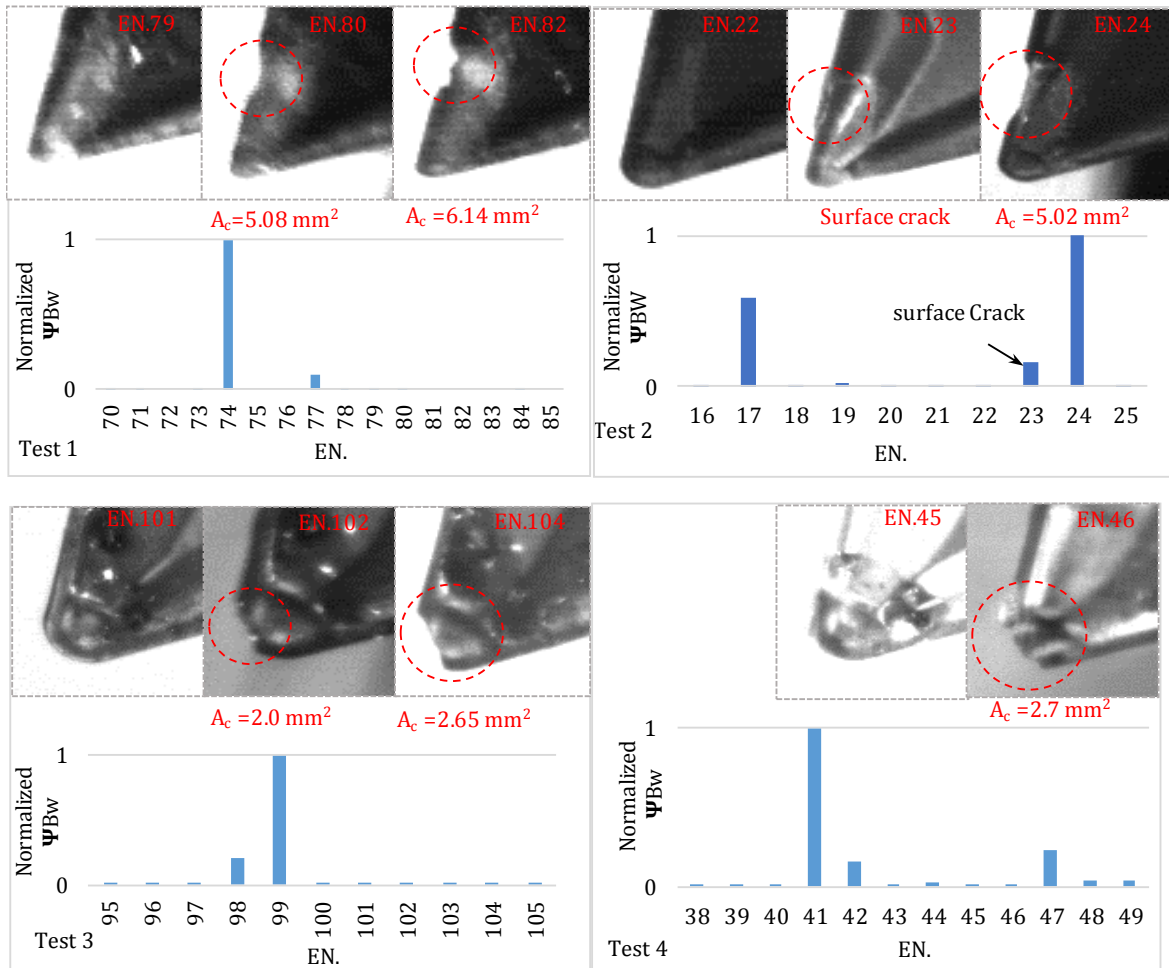 EN.79 EN.80 EN.82
A_c=5.08 mm² A_c=6.14 mm²
Normalized
Ψ_Bw
1
0
70 71 72 73 74 75 76 77 78 79 80 81 82 83 84 85
Test 1
EN.
EN.22 EN.23 EN.24
Surface crack A_c=5.02 mm²
Normalized
Ψ_BW
1
surface Crack
0
16 17 18 19 20 21 22 23 24 25
Test 2
EN.
EN.101 EN.102 EN.104
A_c =2.0 mm² A_c =2.65 mm²
Normalized
Ψ_Bw
1
0
95 96 97 98 99 100 101 102 103 104 105
Test 3
EN.
EN.45 EN.46
A_c =2.7 mm²
Normalized
Ψ_Bw
1
0
38 39 40 41 42 43 44 45 46 47 48 49
Test 4
EN.